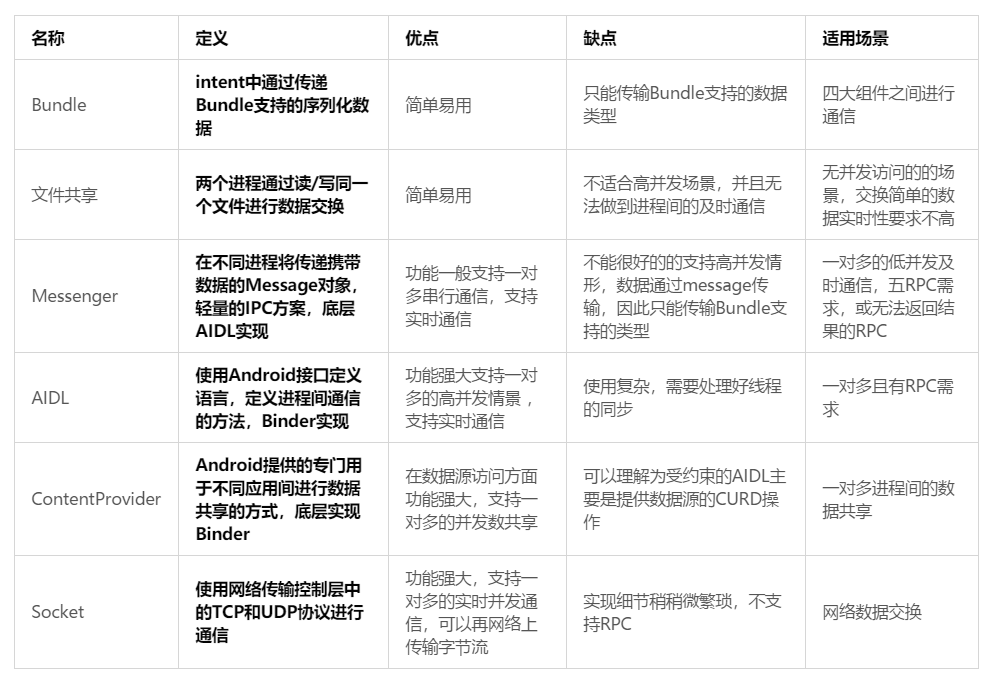 名称
定义
优点
缺点
适用场景
Bundle
intent中通过传递
Bundle支持的序列化数
据
简单易用
只能传输Bundle支持的数据
类型
四大组件之间进行
通信
文件共享
两个进程通过读/写同一
个文件进行数据交换
简单易用
不适合高并发场景，并且无
法做到进程间的及时通信
无并发访问的的场
景，交换简单的数
据实时性要求不高
Messenger
在不同进程将传递携带
数据的Message对象，
轻量的IPC方案，底层
AIDL实现
功能一般支持一对
多串行通信，支持
实时通信
不能很好的的支持高并发情
形，数据通过message传
输，因此只能传输Bundle支
持的类型
一对多的低并发及
时通信，五RPC需
求，或无法返回结
果的RPC
AIDL
使用Android接口定义
语言，定义进程间通信
的方法，Binder实现
功能强大支持一对
多的高并发情景，
支持实时通信
使用复杂，需要处理好线程
的同步
一对多且有RPC需
求
ContentProvider
Android提供的专门用
于不同应用间进行数据
共享的方式，底层实现
Binder
在数据源访问方面
功能强大，支持一
对多的并发数共享
可以理解为受约束的AIDL主
要是提供数据源的CURD操
作
一对多进程间的数
据共享
Socket
使用网络传输控制层中
的TCP和UDP协议进行
通信
功能强大，支持一
对多的实时并发通
信，可以再网络上
传输字节流
实现细节稍稍微繁琐，不支
持RPC
网络数据交换